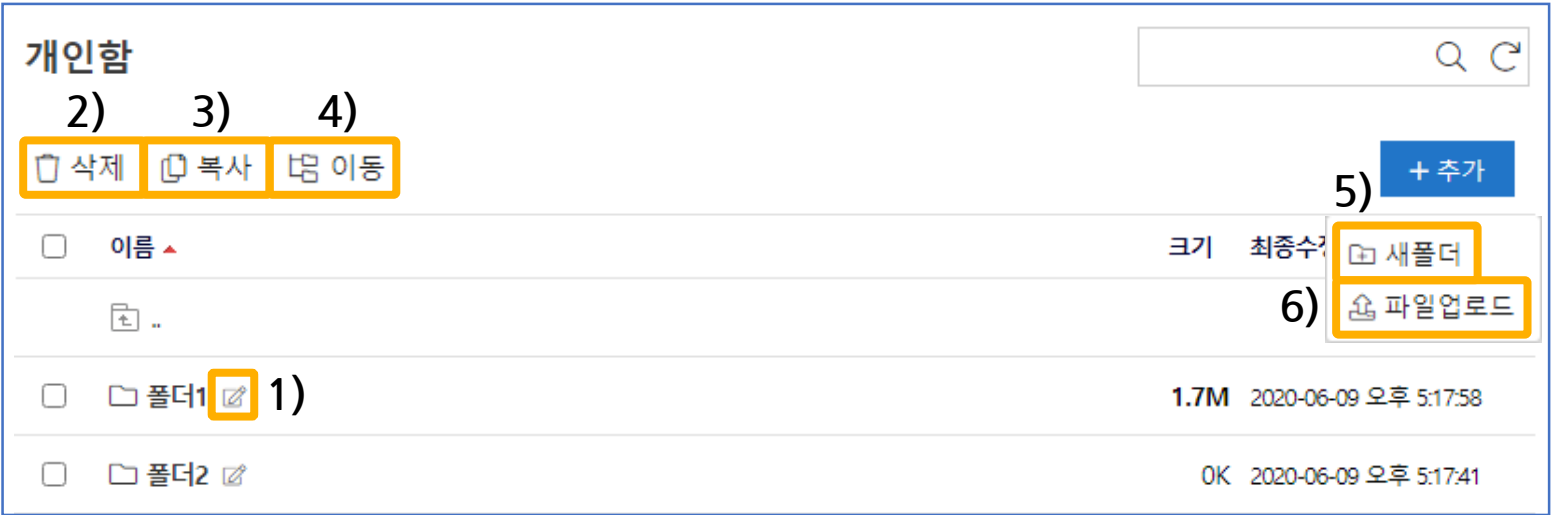 개인함
2) 3) 4)
삭제 복사 이동
+ 추가
5)
이름 크기 최종수정
새폴더
..
6) 파일업로드
폴더1 1) 1.7M 2020-06-09 오후 5:17:58
폴더2 0K 2020-06-09 오후 5:17:41